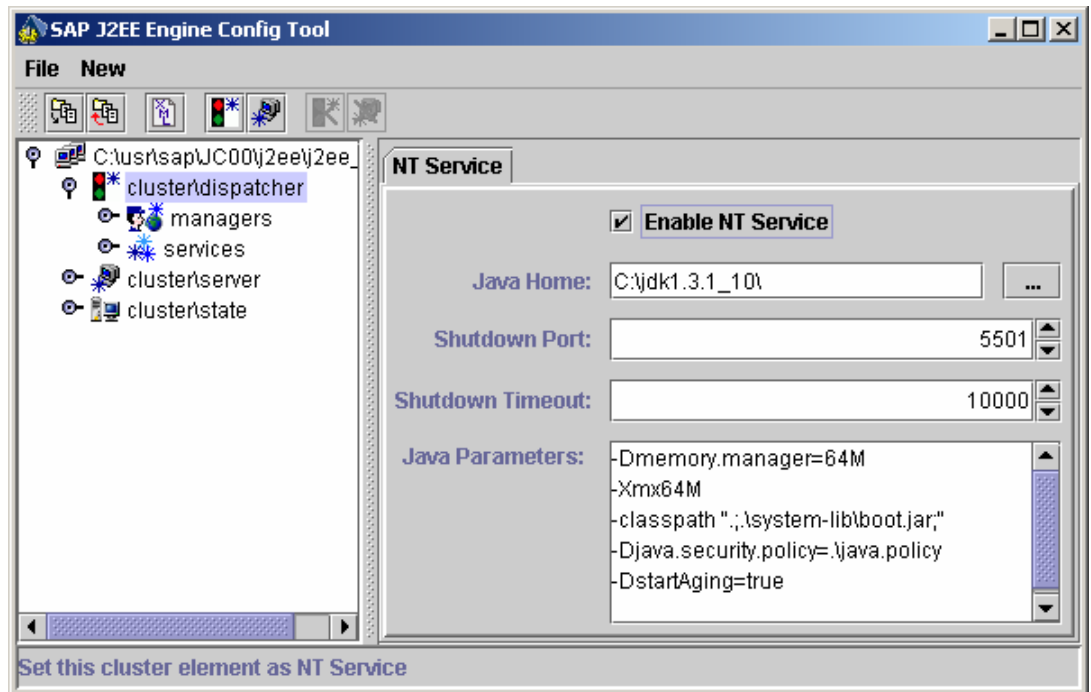 SAP J2EE Engine Config Tool
File New
C:\usr\sap\JC00\j2ee\j2ee_
cluster\dispatcher
managers
services
cluster\server
cluster\state
NT Service
Enable NT Service
Java Home: C:\jdk1.3.1_10\ ...
Shutdown Port: 5501
Shutdown Timeout: 10000
Java Parameters: -Dmemory.manager=64M
-Xmx64M
-classpath ".;.\system-lib\boot.jar;"
-Djava.security.policy=.\java.policy
-DstartAging=true
Set this cluster element as NT Service